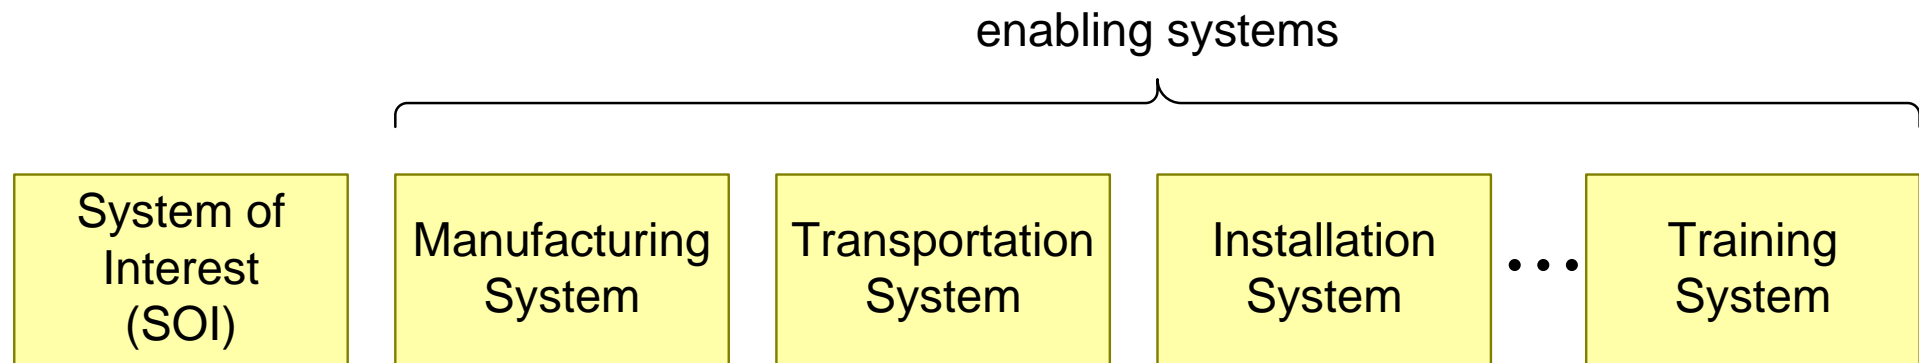 enabling systems
System of
Interest
(SOI)
Manufacturing
System
Transportation
System
Installation
System
...
Training
System